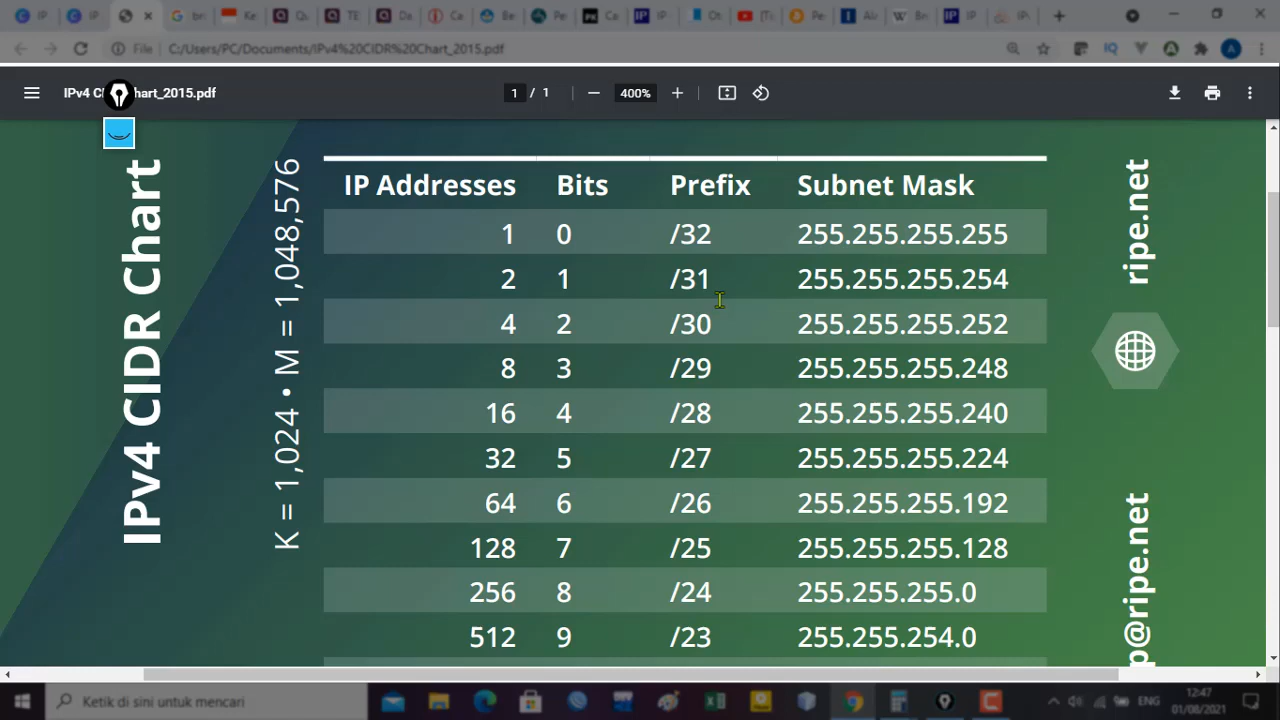 File C:/Users/PC/Documents/IPv4%20CIDR%20Chart_2015.pdf
1 / 1
400%
IPv4 CIDR Chart
K = 1,024 • M = 1,048,576
IP Addresses Bits Prefix Subnet Mask
1 0 /32 255.255.255.255
2 1 /31 255.255.255.254
4 2 /30 255.255.255.252
8 3 /29 255.255.255.248
16 4 /28 255.255.255.240
32 5 /27 255.255.255.224
64 6 /26 255.255.255.192
128 7 /25 255.255.255.128
256 8 /24 255.255.255.0
512 9 /23 255.255.254.0
ripe.net
p@ripe.net
Ketik di sini untuk mencari
ENG
12:47
01/08/2021